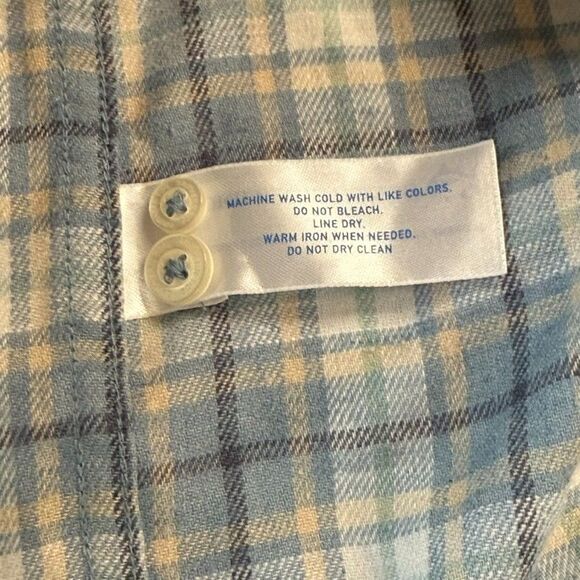 MACHINE WASH COLD WITH LIKE COLORS.
DO NOT BLEACH.
LINE DRY.
WARM IRON WHEN NEEDED.
DO NOT DRY CLEAN